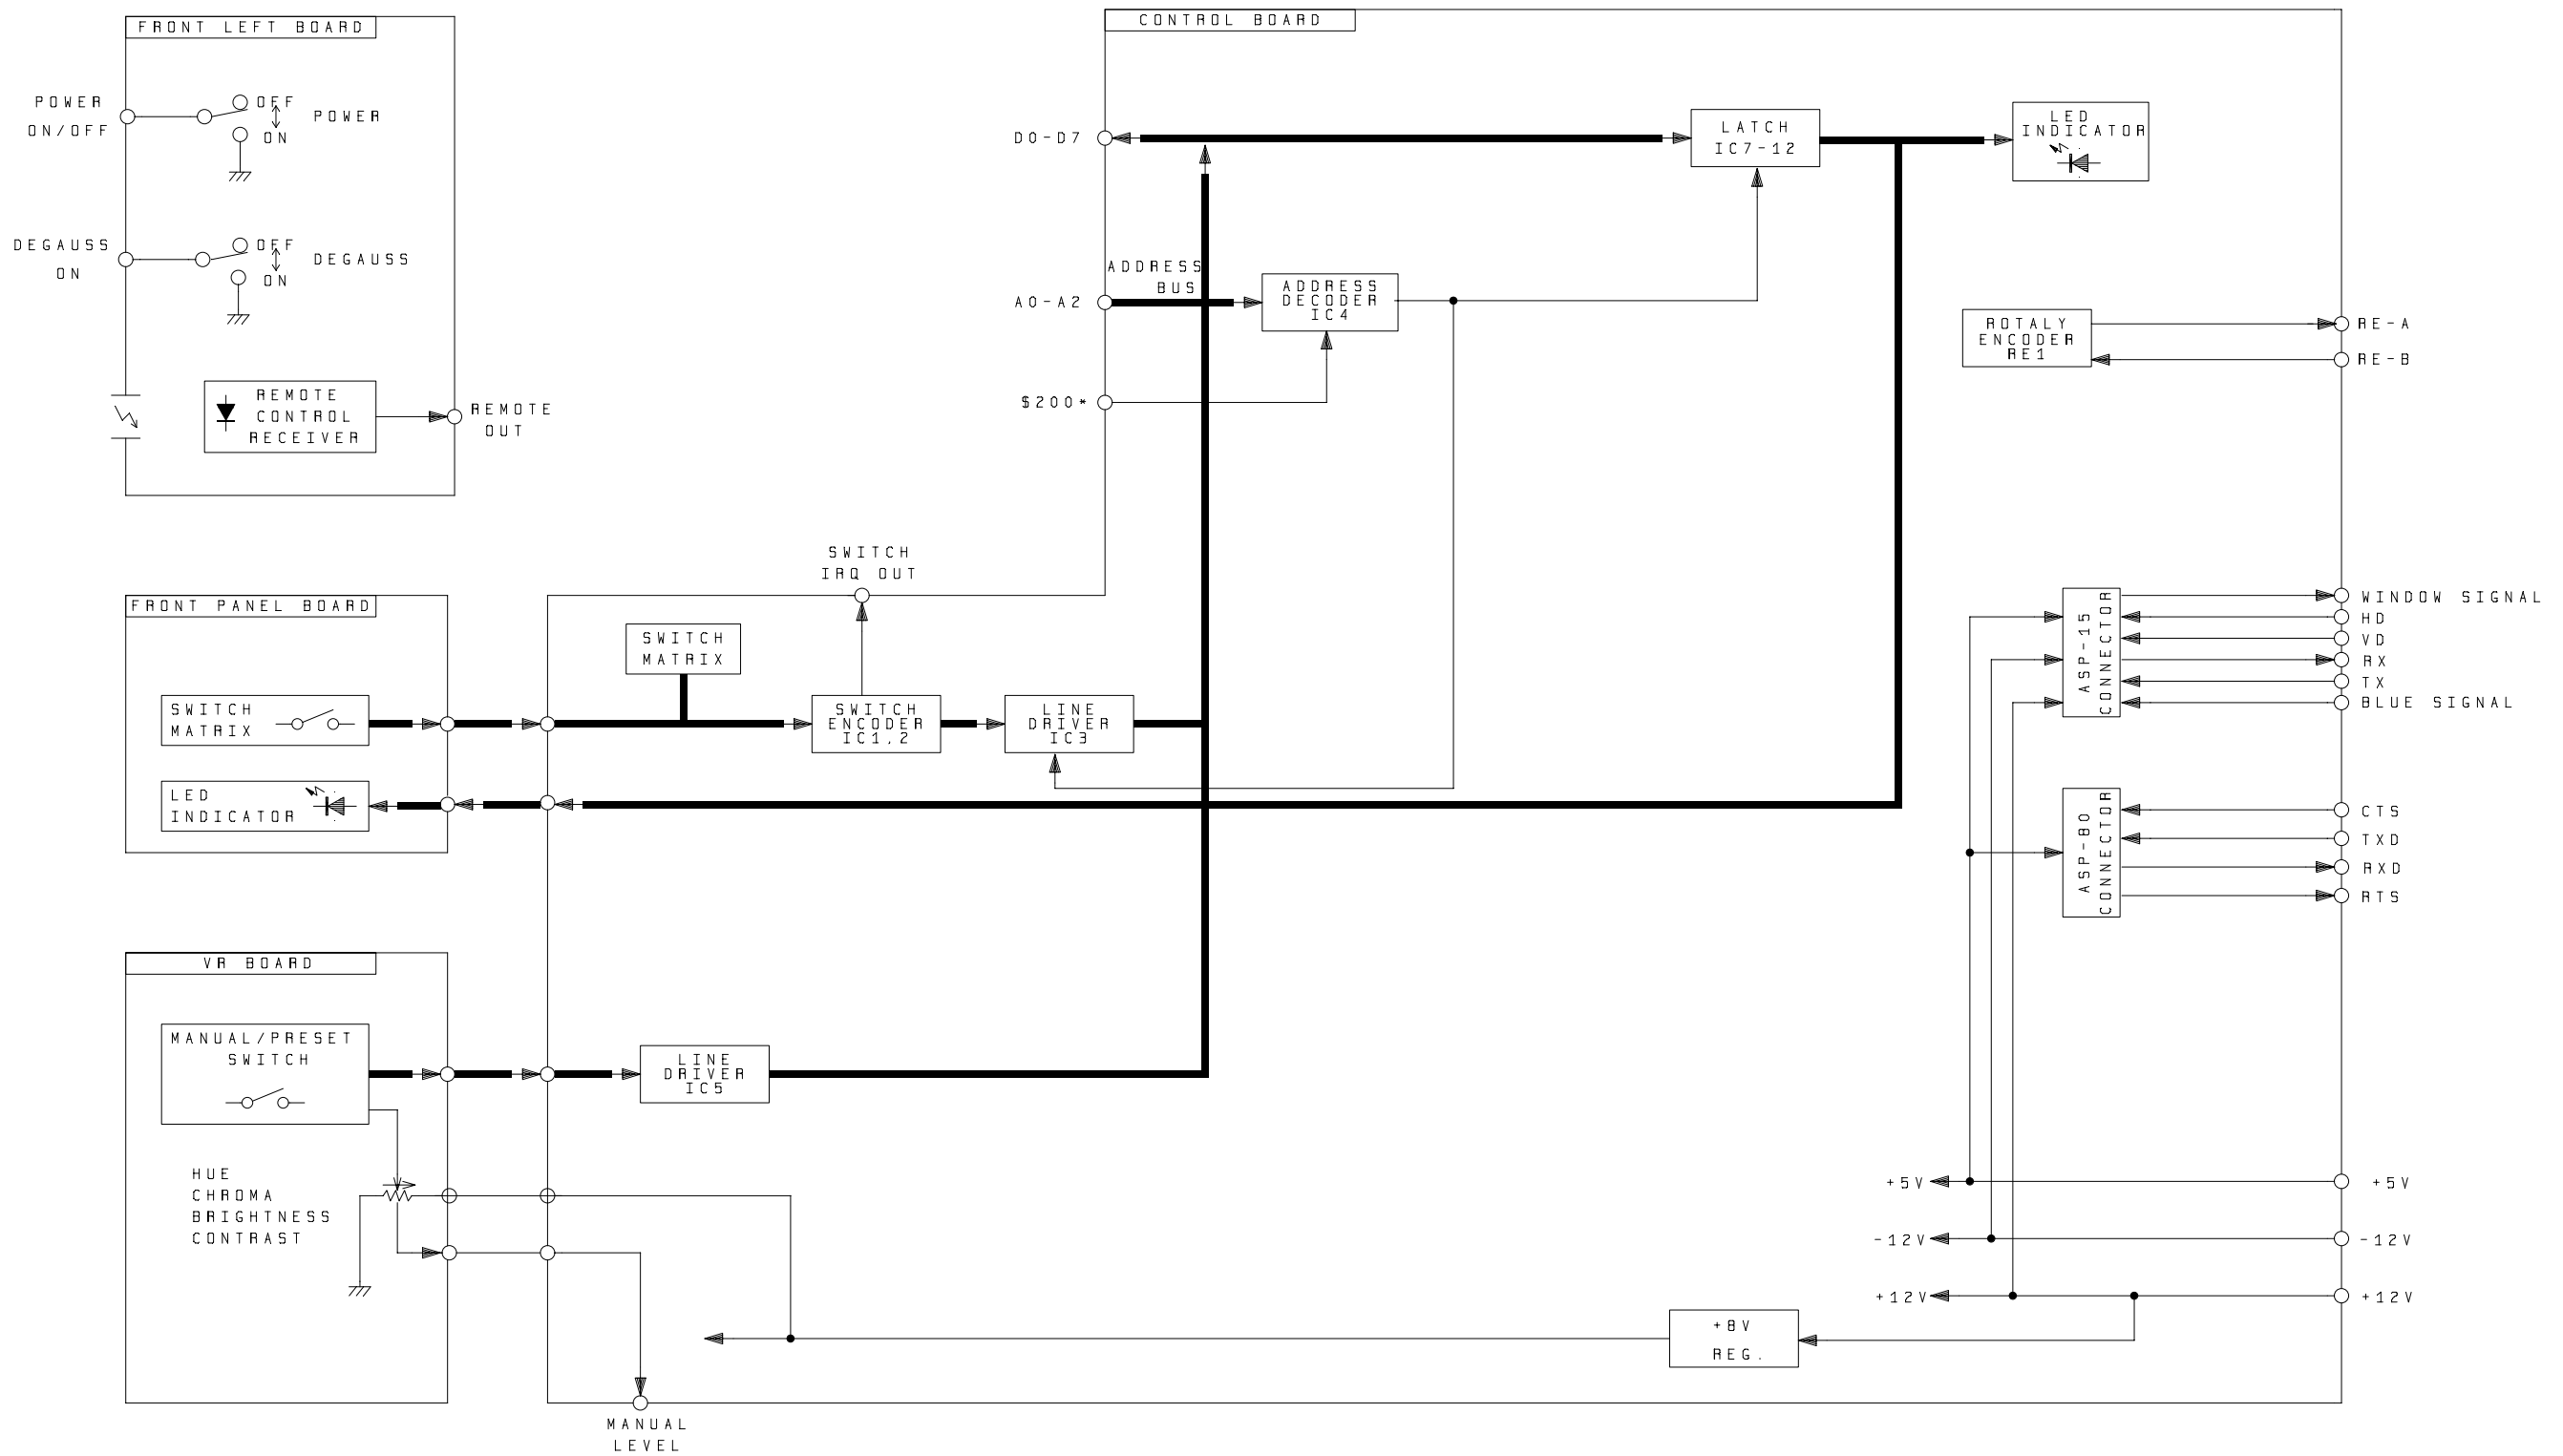 FRONT LEFT BOARD
POWER
ON/OFF
OFF
ON
POWER
DEGAUSS
ON
OFF
ON
DEGAUSS
REMOTE
CONTROL
RECEIVER
REMOTE
OUT
CONTROL BOARD
D0-D7
LATCH
IC7-12
LED
INDICATOR
ADDRESS
BUS
A0-A2
ADDRESS
DECODER
IC4
$200*
ROTALY
ENCODER
RE1
RE-A
RE-B
SWITCH
IRQ OUT
FRONT PANEL BOARD
SWITCH
MATRIX
LED
INDICATOR
SWITCH
MATRIX
SWITCH
ENCODER
IC1,2
LINE
DRIVER
IC3
ASP-15
CONNECTOR
WINDOW SIGNAL
HD
VD
RX
TX
BLUE SIGNAL
ASP-80
CONNECTOR
CTS
TXD
RXD
RTS
VR BOARD
MANUAL/PRESET
SWITCH
LINE
DRIVER
IC5
HUE
CHROMA
BRIGHTNESS
CONTRAST
+5V
+5V
-12V
-12V
+12V
+12V
+8V
REG.
MANUAL
LEVEL